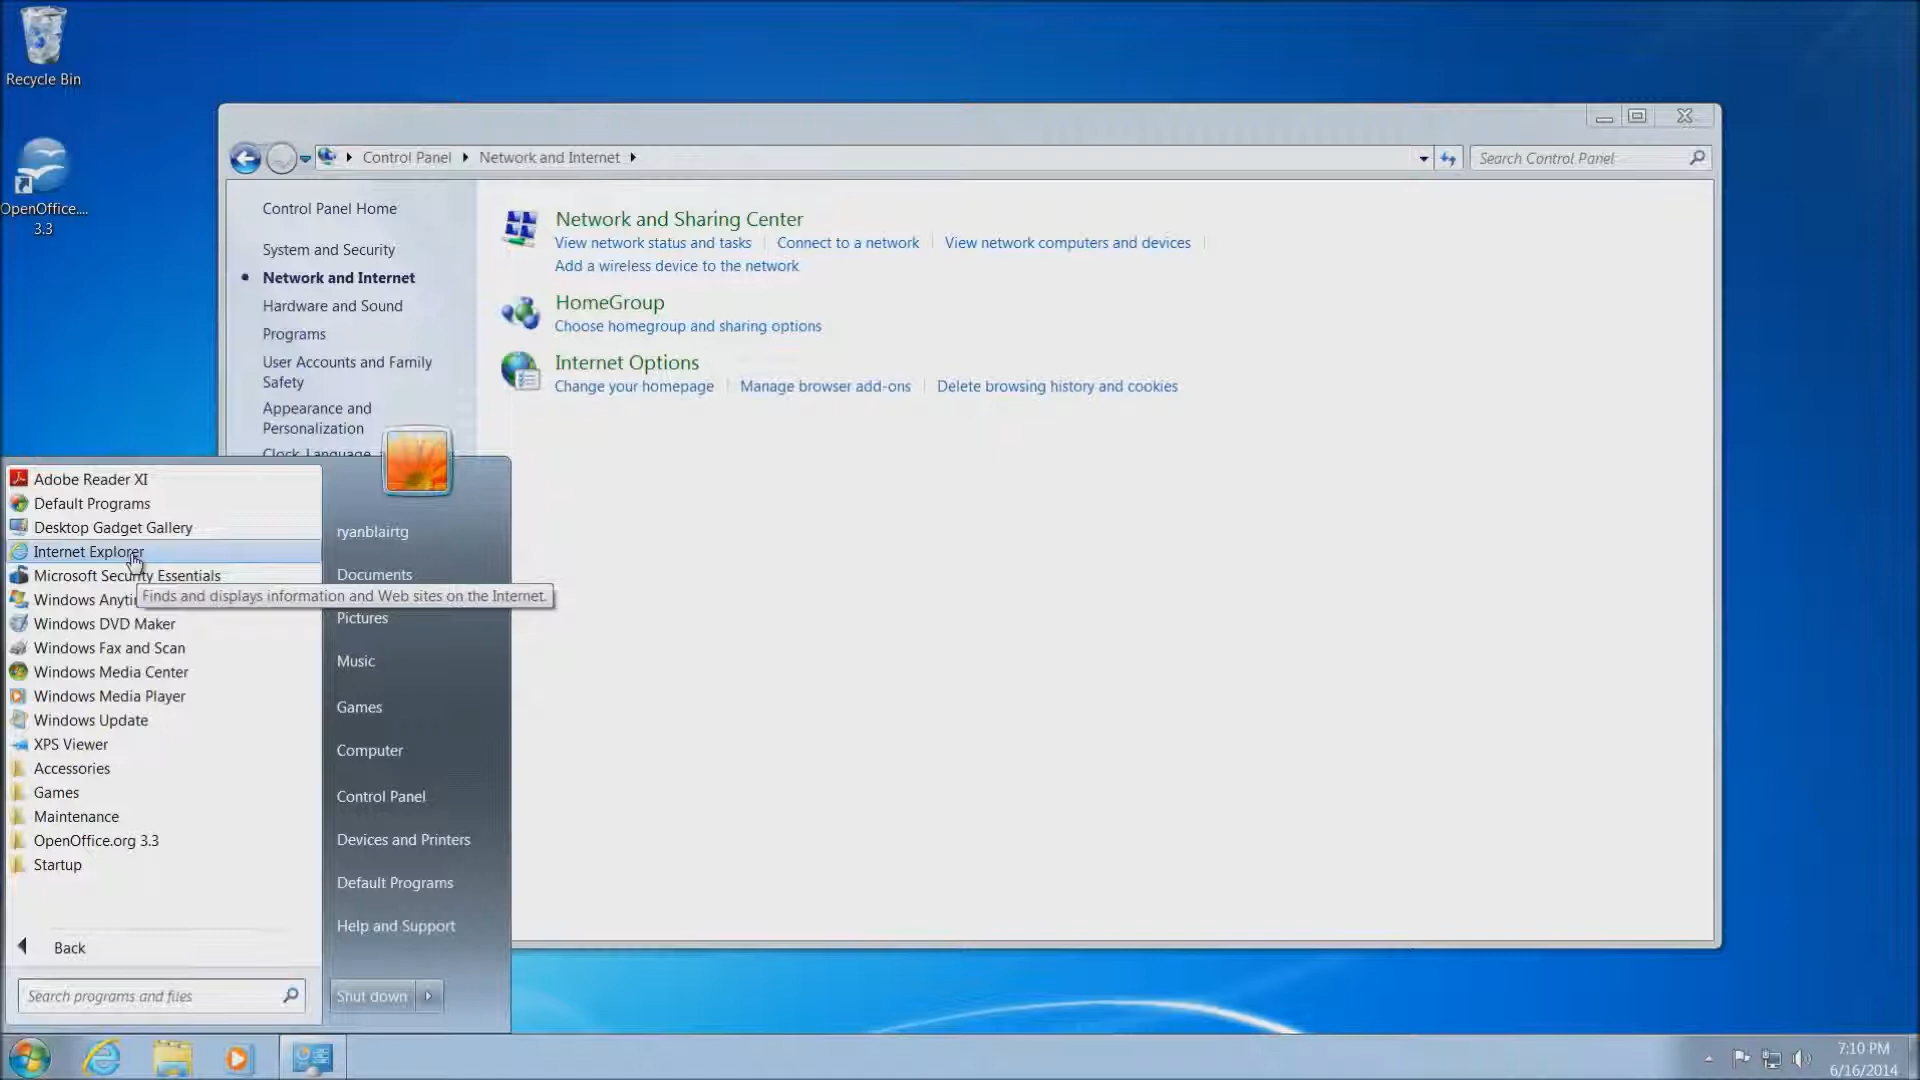 Recycle Bin
OpenOffice....
3.3
Control Panel
Network and Internet
Search Control Panel
Control Panel Home
System and Security
Network and Internet
Hardware and Sound
Programs
User Accounts and Family
Safety
Appearance and
Personalization
Clock, Language
Network and Sharing Center
View network status and tasks
Connect to a network
View network computers and devices
Add a wireless device to the network
HomeGroup
Choose homegroup and sharing options
Internet Options
Change your homepage
Manage browser add-ons
Delete browsing history and cookies
Adobe Reader XI
Default Programs
Desktop Gadget Gallery
Internet Explorer
Microsoft Security Essentials
Windows
Finds and displays information and Web sites on the Internet.
Windows DVD Maker
Windows Fax and Scan
Windows Media Center
Windows Media Player
Windows Update
XPS Viewer
Accessories
Games
Maintenance
OpenOffice.org 3.3
Startup
Back
Search programs and files
ryanblairtg
Documents
Pictures
Music
Games
Computer
Control Panel
Devices and Printers
Default Programs
Help and Support
Shut down
7:10 PM
6/16/2014